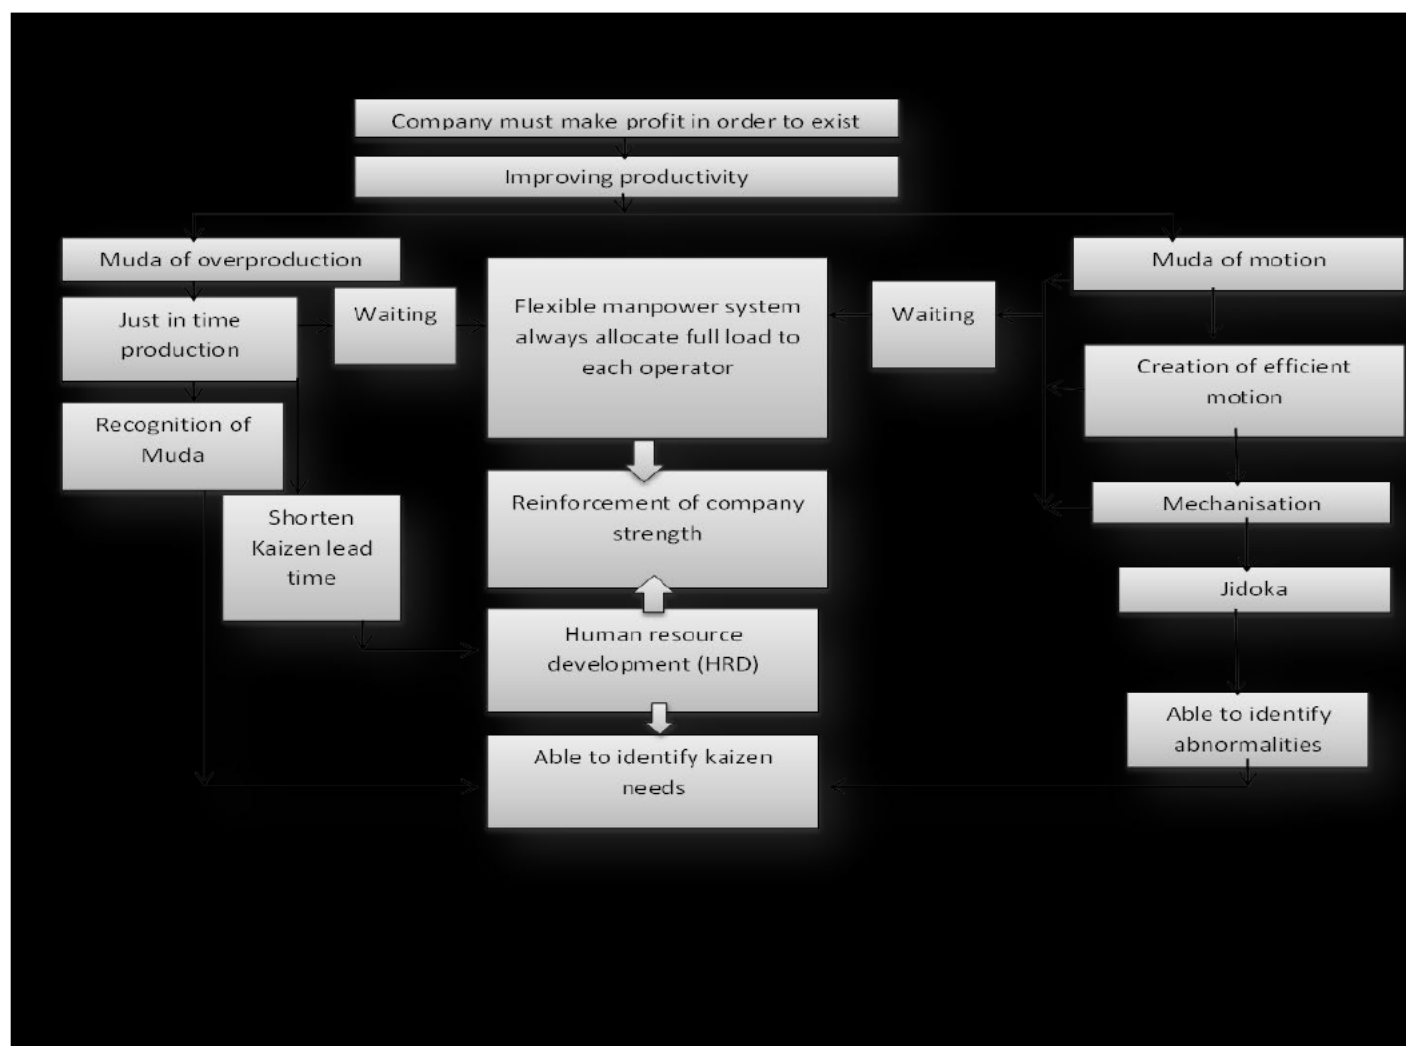 Company must make profit in order to exist
Improving productivity
Muda of overproduction
Just in time
production
Waiting
Recognition of
Muda
Shorten
Kaizen lead
time
Flexible manpower system
always allocate full load to
each operator
Reinforcement of company
strength
Human resource
development (HRD)
Able to identify kaizen
needs
Waiting
Muda of motion
Creation of efficient
motion
Mechanisation
Jidoka
Able to identify
abnormalities